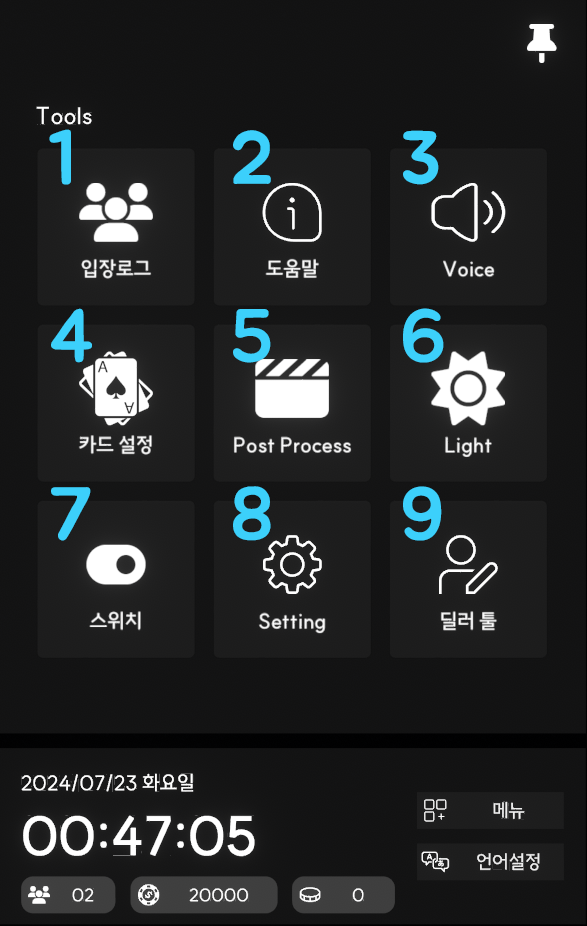 Tools
1
2
3
입장로그
도움말
Voice
4
5
6
A
A
카드 설정
Post Process
Light
7
8
9
스위치
Setting
딜러 툴
2024/07/23 화요일
00:47:05
메뉴
언어설정
02
20000
0